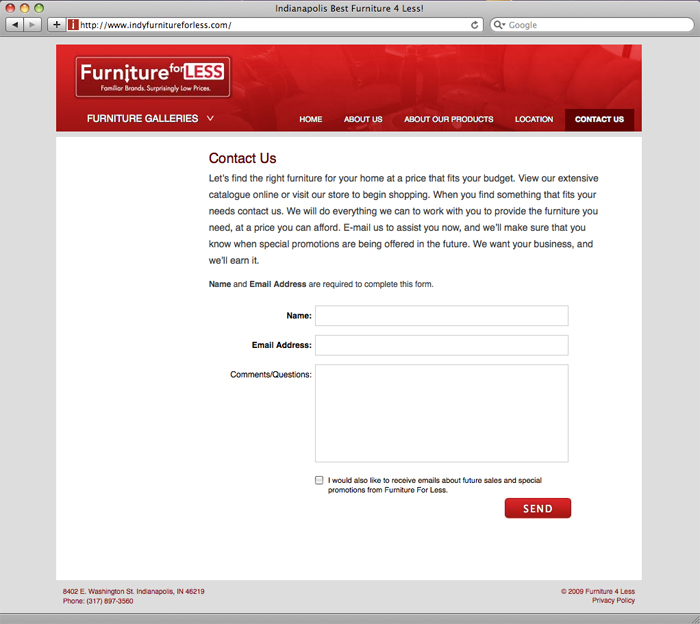 Indianapolis Best Furniture 4 Less!
http://www.indyfurnitureforless.com/
Google
Furniture for LESS
Familiar Brands. Surprisingly Low Prices.
FURNITURE GALLERIES
HOME ABOUT US ABOUT OUR PRODUCTS LOCATION CONTACT US
Contact Us
Let's find the right furniture for your home at a price that fits your budget. View our extensive
catalogue online or visit our store to begin shopping. When you find something that fits your
needs contact us. We will do everything we can to work with you to provide the furniture you
need, at a price you can afford. E-mail us to assist you now, and we'll make sure that you
know when special promotions are being offered in the future. We want your business, and
we'll earn it.
Name and Email Address are required to complete this form.
Name:
Email Address:
Comments/Questions:
I would also like to receive emails about future sales and special
promotions from Furniture For Less.
SEND
8402 E. Washington St. Indianapolis, IN 46219
Phone: (317) 897-3560
© 2009 Furniture 4 Less
Privacy Policy